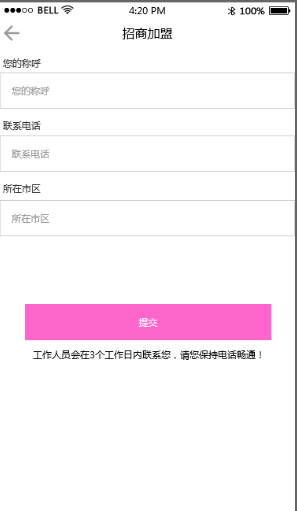 BELL 4:20 PM 100%
招商加盟
您的称呼
您的称呼
联系电话
联系电话
所在市区
所在市区
提交
工作人员会在3个工作日内联系您，请您保持电话畅通！